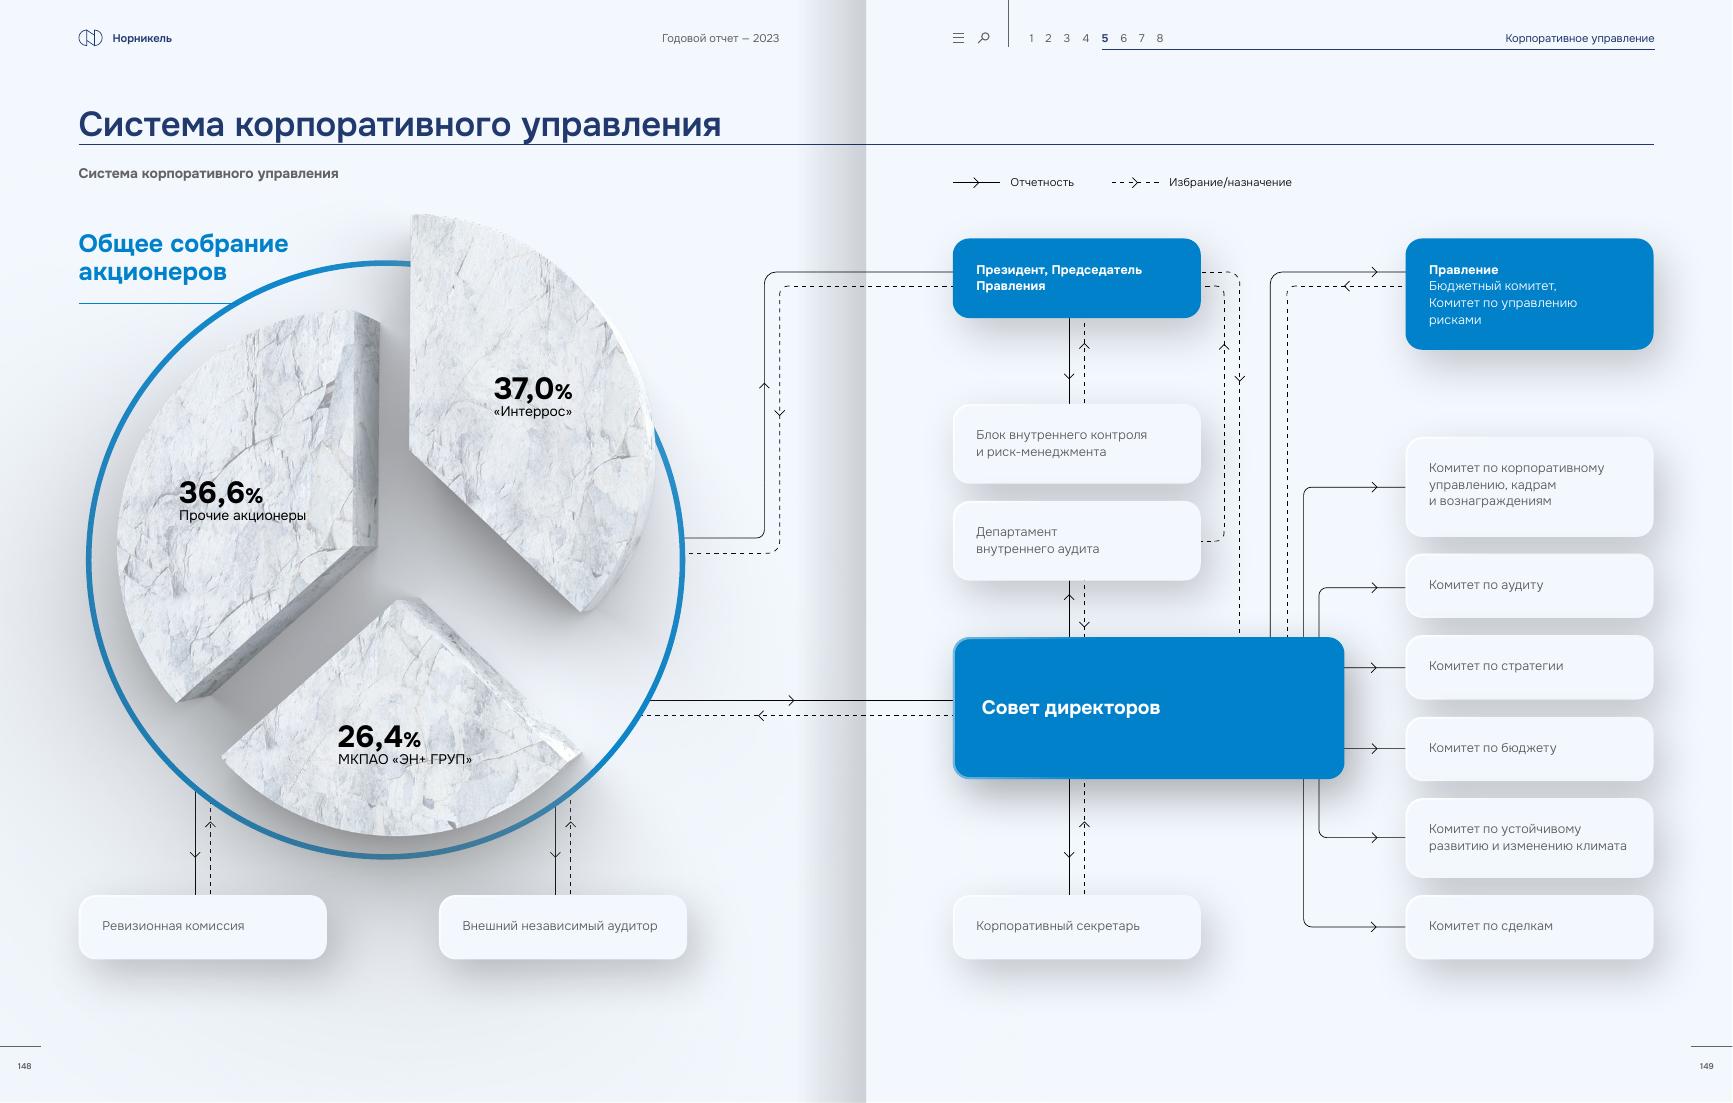 Норникель
Годовой отчет — 2023
1 2 3 4 5 6 7 8
Корпоративное управление
Система корпоративного управления
Система корпоративного управления
Отчетность
Избрание/назначение
Общее собрание
акционеров
37,0%
«Интеррос»
36,6%
Прочие акционеры
26,4%
МКПАО «ЭН+ ГРУП»
Ревизионная комиссия
Внешний независимый аудитор
Президент, Председатель
Правления
Блок внутреннего контроля
и риск-менеджмента
Департамент
внутреннего аудита
Совет директоров
Корпоративный секретарь
Правление
Бюджетный комитет,
Комитет по управлению
рисками
Комитет по корпоративному
управлению, кадрам
и вознаграждениям
Комитет по аудиту
Комитет по стратегии
Комитет по бюджету
Комитет по устойчивому
развитию и изменению климата
Комитет по сделкам
148
149